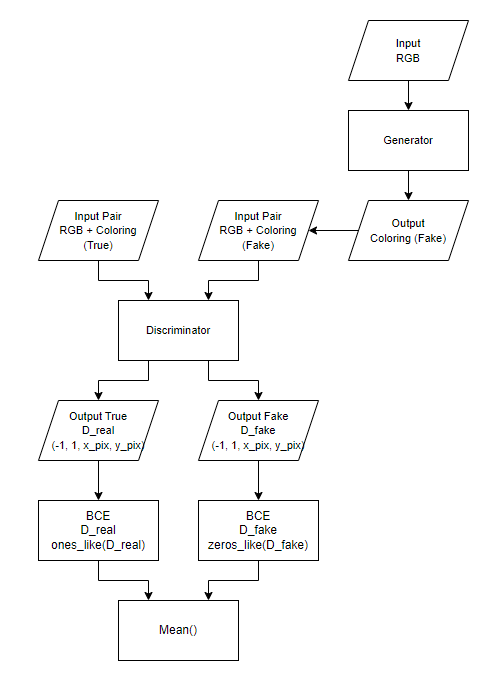 Input
RGB
Generator
Input Pair
RGB + Coloring
(True)
Input Pair
RGB + Coloring
(Fake)
Output
Coloring (Fake)
Discriminator
Output True
D_real
(-1, 1, x_pix, y_pix)
Output Fake
D_fake
(-1, 1, x_pix, y_pix)
BCE
D_real
ones_like(D_real)
BCE
D_fake
zeros_like(D_fake)
Mean()